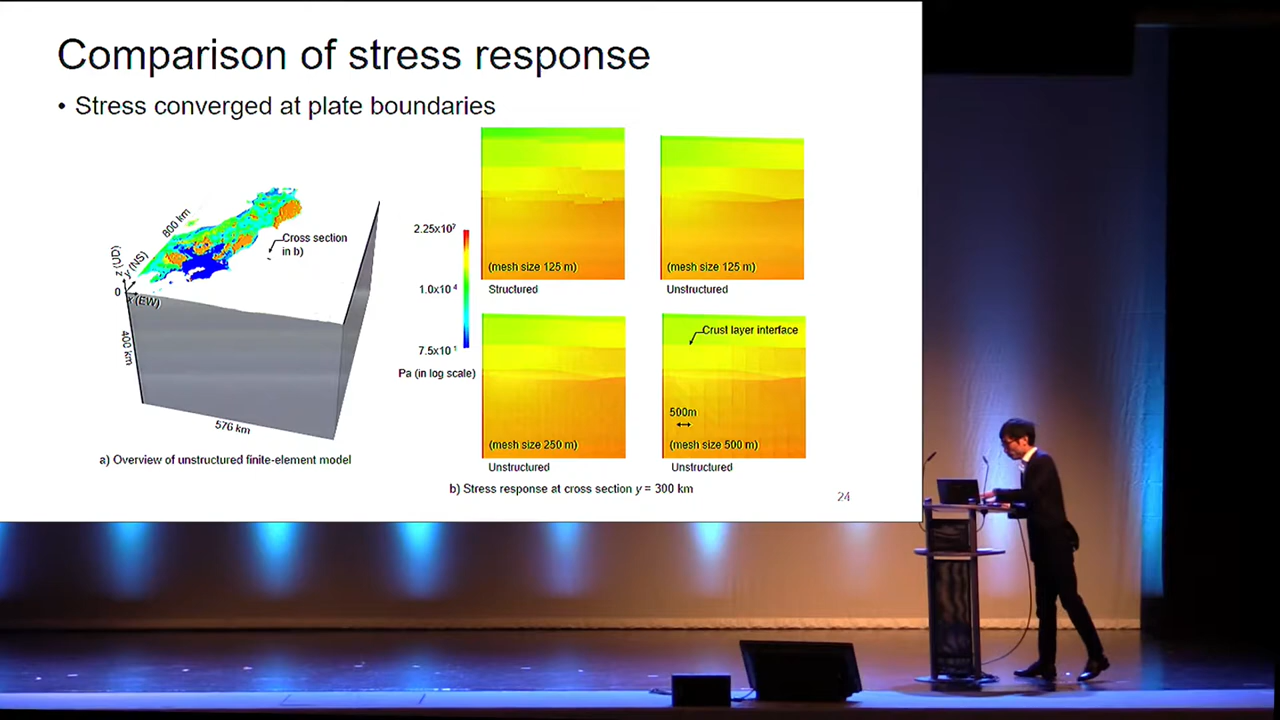 Comparison of stress response
• Stress converged at plate boundaries
800 km
Cross section
in b)
z (UD)
y (NS)
0
x (EW)
400 km
576 km
a) Overview of unstructured finite-element model
2.25x10⁷
1.0x10⁴
7.5x10¹
Pa (in log scale)
(mesh size 125 m)
Structured
(mesh size 125 m)
Unstructured
Crust layer interface
500m
(mesh size 250 m)
Unstructured
(mesh size 500 m)
Unstructured
b) Stress response at cross section y = 300 km
24